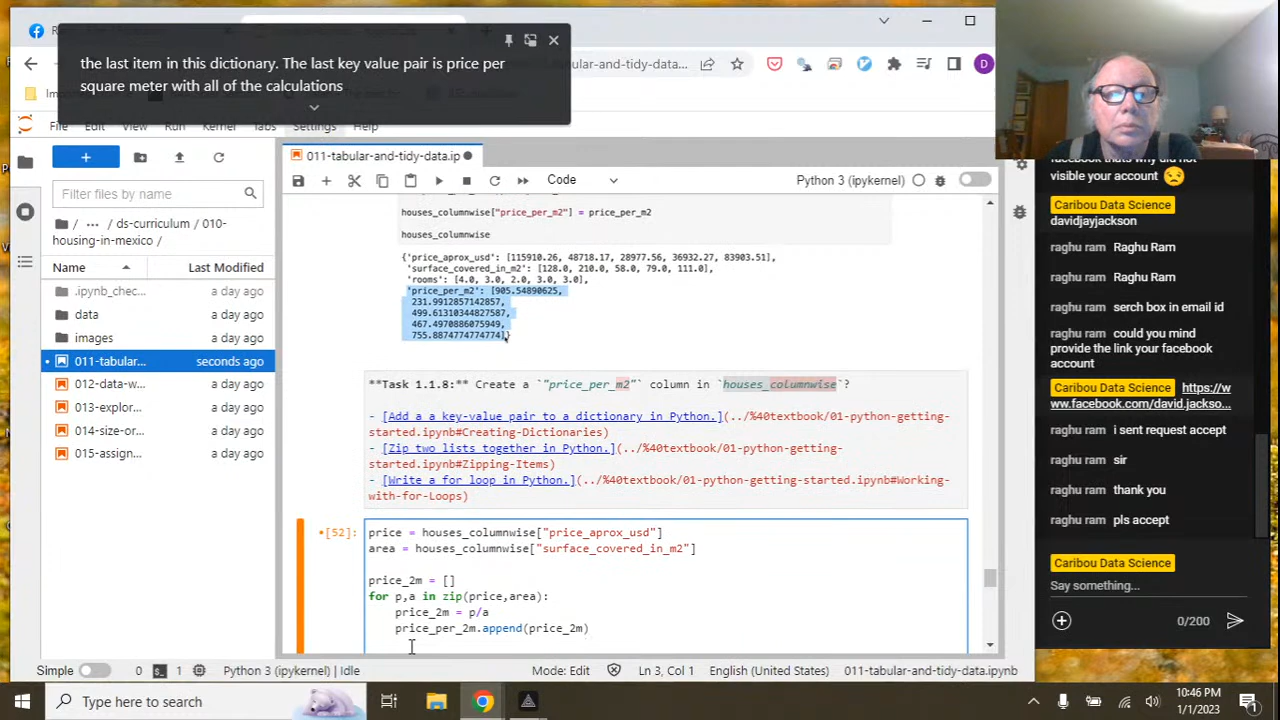 the last item in this dictionary. The last key value pair is price per
square meter with all of the calculations
abular-and-tidy-data...
D
File Edit View Run Kernel Tabs Settings Help
011-tabular-and-tidy-data.ip
Filter files by name
Code
Python 3 (ipykernel)
/ ... / ds-curriculum / 010-
housing-in-mexico /
Name
Last Modified
.ipynb_chec...
a day ago
data
a day ago
images
a day ago
011-tabular...
seconds ago
012-data-w...
a day ago
013-explor...
a day ago
014-size-or...
a day ago
015-assign...
a day ago
houses_columnwise["price_per_m2"] = price_per_m2
houses_columnwise
{'price_aprox_usd': [115910.26, 48718.17, 28977.56, 36932.27, 83903.51],
'surface_covered_in_m2': [128.0, 210.0, 58.0, 79.0, 111.0],
'rooms': [4.0, 3.0, 2.0, 3.0, 3.0],
'price_per_m2': [905.54890625,
231.9912857142857,
499.61310344827587,
467.4970886075949,
755.8874774774774]}
**Task 1.1.8:** Create a `"price_per_m2"` column in `houses_columnwise`?
- [Add a a key-value pair to a dictionary in Python.](../%40textbook/01-python-getting-
started.ipynb#Creating-Dictionaries)
- [Zip two lists together in Python.](../%40textbook/01-python-getting-
started.ipynb#Zipping-Items)
- [Write a for loop in Python.](../%40textbook/01-python-getting-started.ipynb#Working-
with-for-Loops)
[52]:
price = houses_columnwise["price_aprox_usd"]
area = houses_columnwise["surface_covered_in_m2"]
price_2m = []
for p,a in zip(price,area):
price_2m = p/a
price_per_2m.append(price_2m)
Simple
0
1
Python 3 (ipykernel) | Idle
Mode: Edit
Ln 3, Col 1
English (United States)
011-tabular-and-tidy-data.ipynb
facebook thats why did not
visible your account
Caribou Data Science
davidjayjackson
raghu ram Raghu Ram
raghu ram Raghu Ram
raghu ram serch box in email id
raghu ram could you mind
provide the link your facebook
account
Caribou Data Science https://w
ww.facebook.com/david.jackso...
raghu ram i sent request accept
raghu ram sir
raghu ram thank you
raghu ram pls accept
Caribou Data Science
Say something...
0/200
Type here to search
10:46 PM
1/1/2023
1